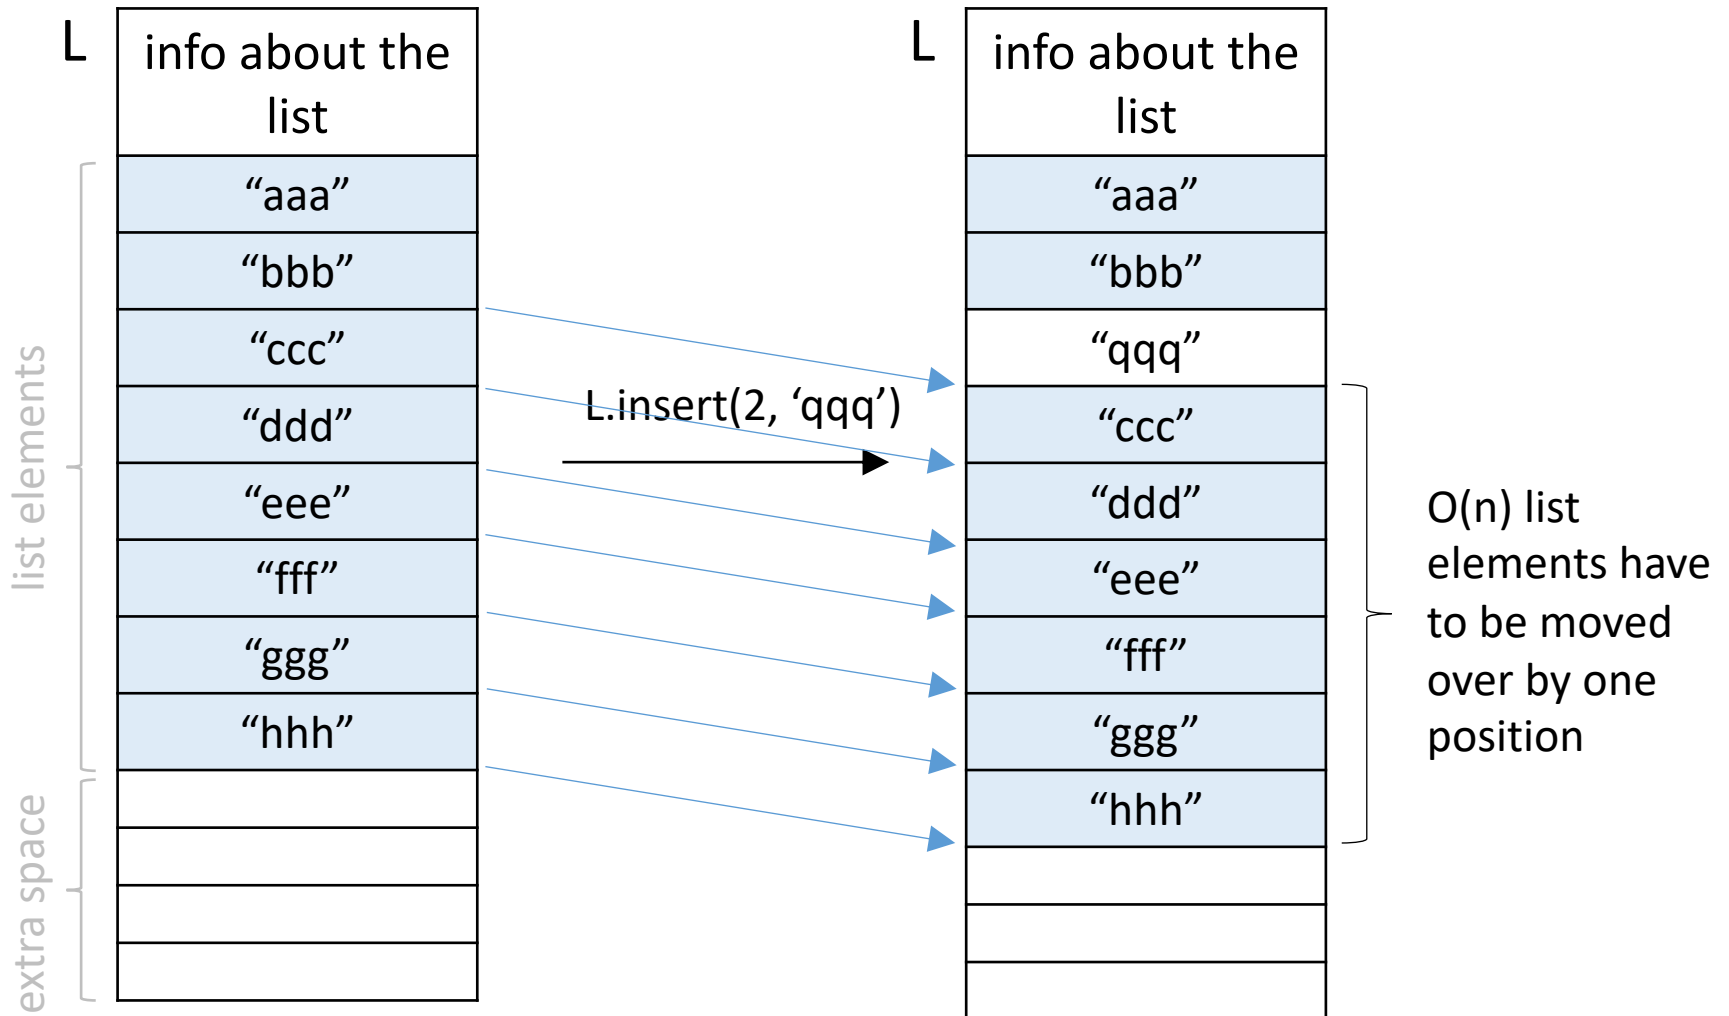 L
info about the
list
list elements
“aaa”
“bbb”
“ccc”
“ddd”
“eee”
“fff”
“ggg”
“hhh”
extra space
L.insert(2, ‘qqq’)
L
info about the
list
“aaa”
“bbb”
“qqq”
“ccc”
“ddd”
“eee”
“fff”
“ggg”
“hhh”
O(n) list
elements have
to be moved
over by one
position